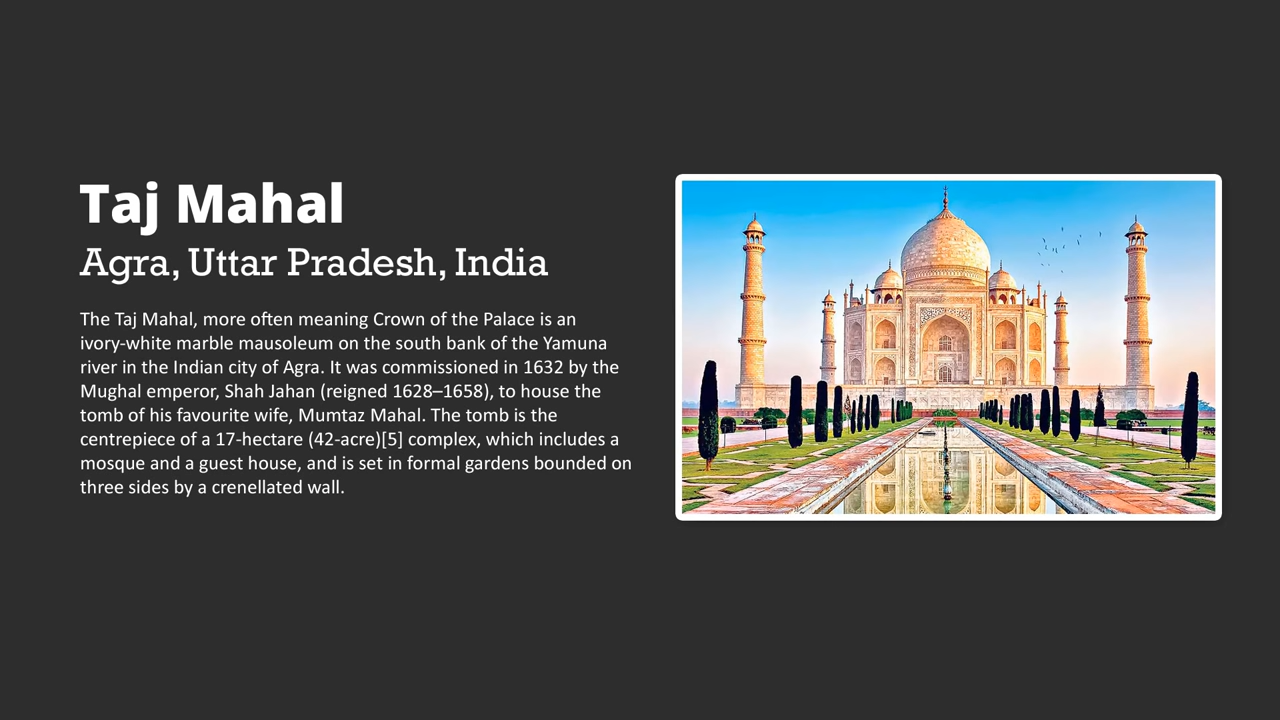 Taj Mahal
Agra, Uttar Pradesh, India
The Taj Mahal, more often meaning Crown of the Palace is an
ivory-white marble mausoleum on the south bank of the Yamuna
river in the Indian city of Agra. It was commissioned in 1632 by the
Mughal emperor, Shah Jahan (reigned 1628–1658), to house the
tomb of his favourite wife, Mumtaz Mahal. The tomb is the
centrepiece of a 17-hectare (42-acre)[5] complex, which includes a
mosque and a guest house, and is set in formal gardens bounded on
three sides by a crenellated wall.